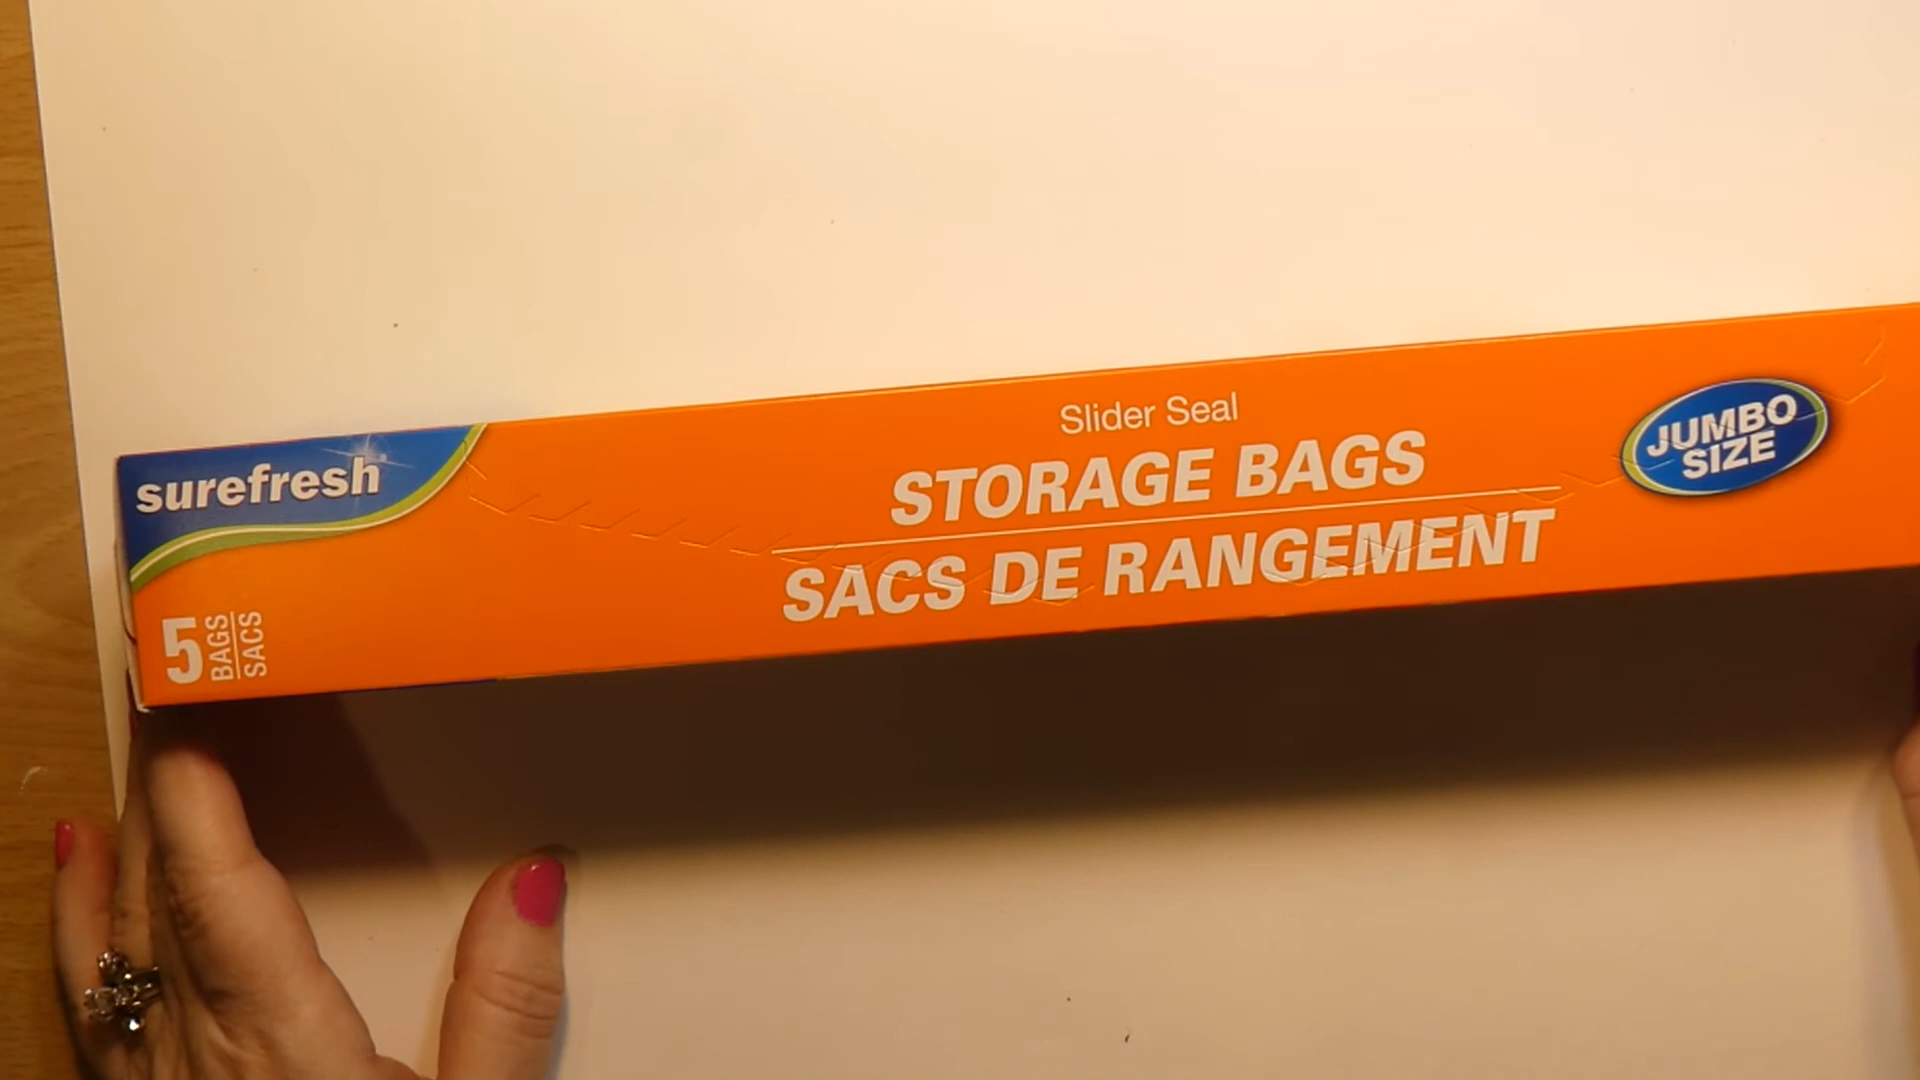 surefresh
Slider Seal
STORAGE BAGS
SACS DE RANGEMENT
JUMBO
SIZE
5
BAGS
SACS